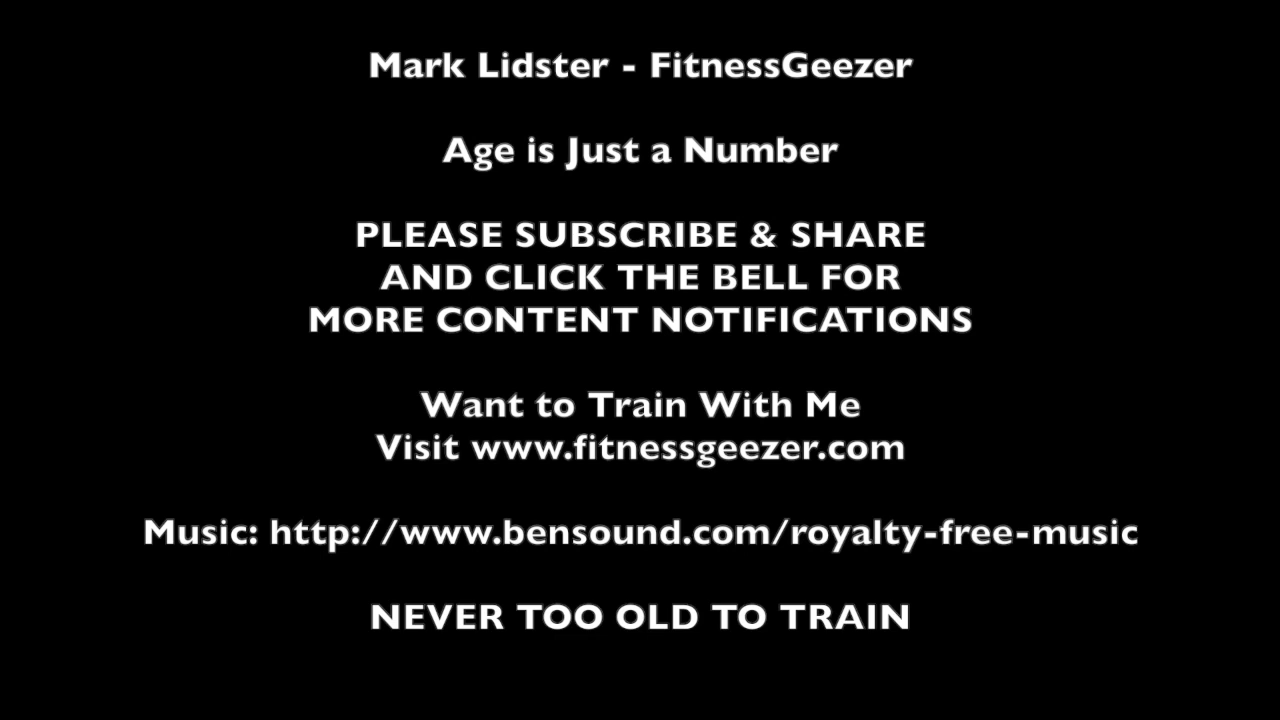 Mark Lidster - FitnessGeezer
Age is Just a Number
PLEASE SUBSCRIBE & SHARE
AND CLICK THE BELL FOR
MORE CONTENT NOTIFICATIONS
Want to Train With Me
Visit www.fitnessgeezer.com
Music: http://www.bensound.com/royalty-free-music
NEVER TOO OLD TO TRAIN